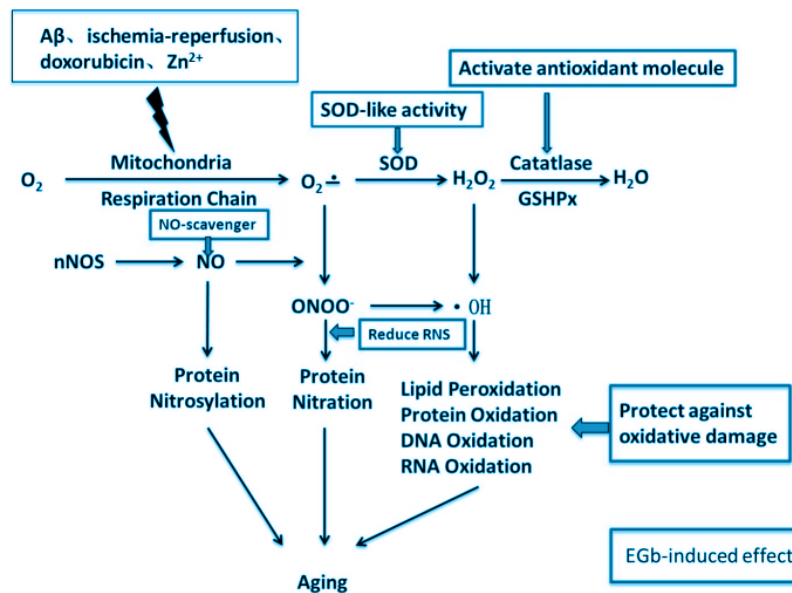 Aβ、ischemia-reperfusion、
doxorubicin、Zn²⁺
Activate antioxidant molecule
SOD-like activity
Mitochondria
SOD
Catatlase
O₂
O₂∸
H₂O₂
H₂O
Respiration Chain
GSHPx
NO-scavenger
nNOS
NO
ONOO⁻
· OH
Reduce RNS
Protein
Nitrosylation
Protein
Nitration
Lipid Peroxidation
Protein Oxidation
DNA Oxidation
RNA Oxidation
Protect against
oxidative damage
EGb-induced effect
Aging